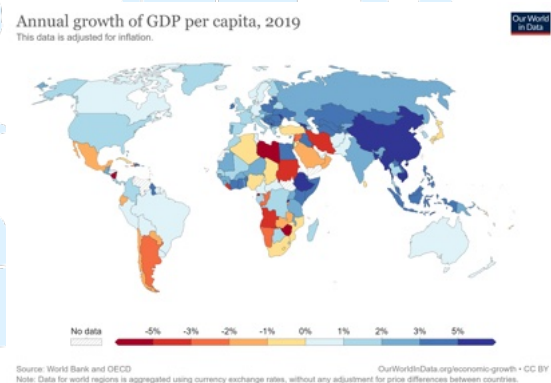 Annual growth of GDP per capita, 2019
This data is adjusted for inflation.
Our World
in Data
No data -5% -3% -2% -1% 0% 1% 2% 3% 5%
Source: World Bank and OECD OurWorldInData.org/economic-growth • CC BY
Note: Data for world regions is aggregated using currency exchange rates, without any adjustment for price differences between countries.